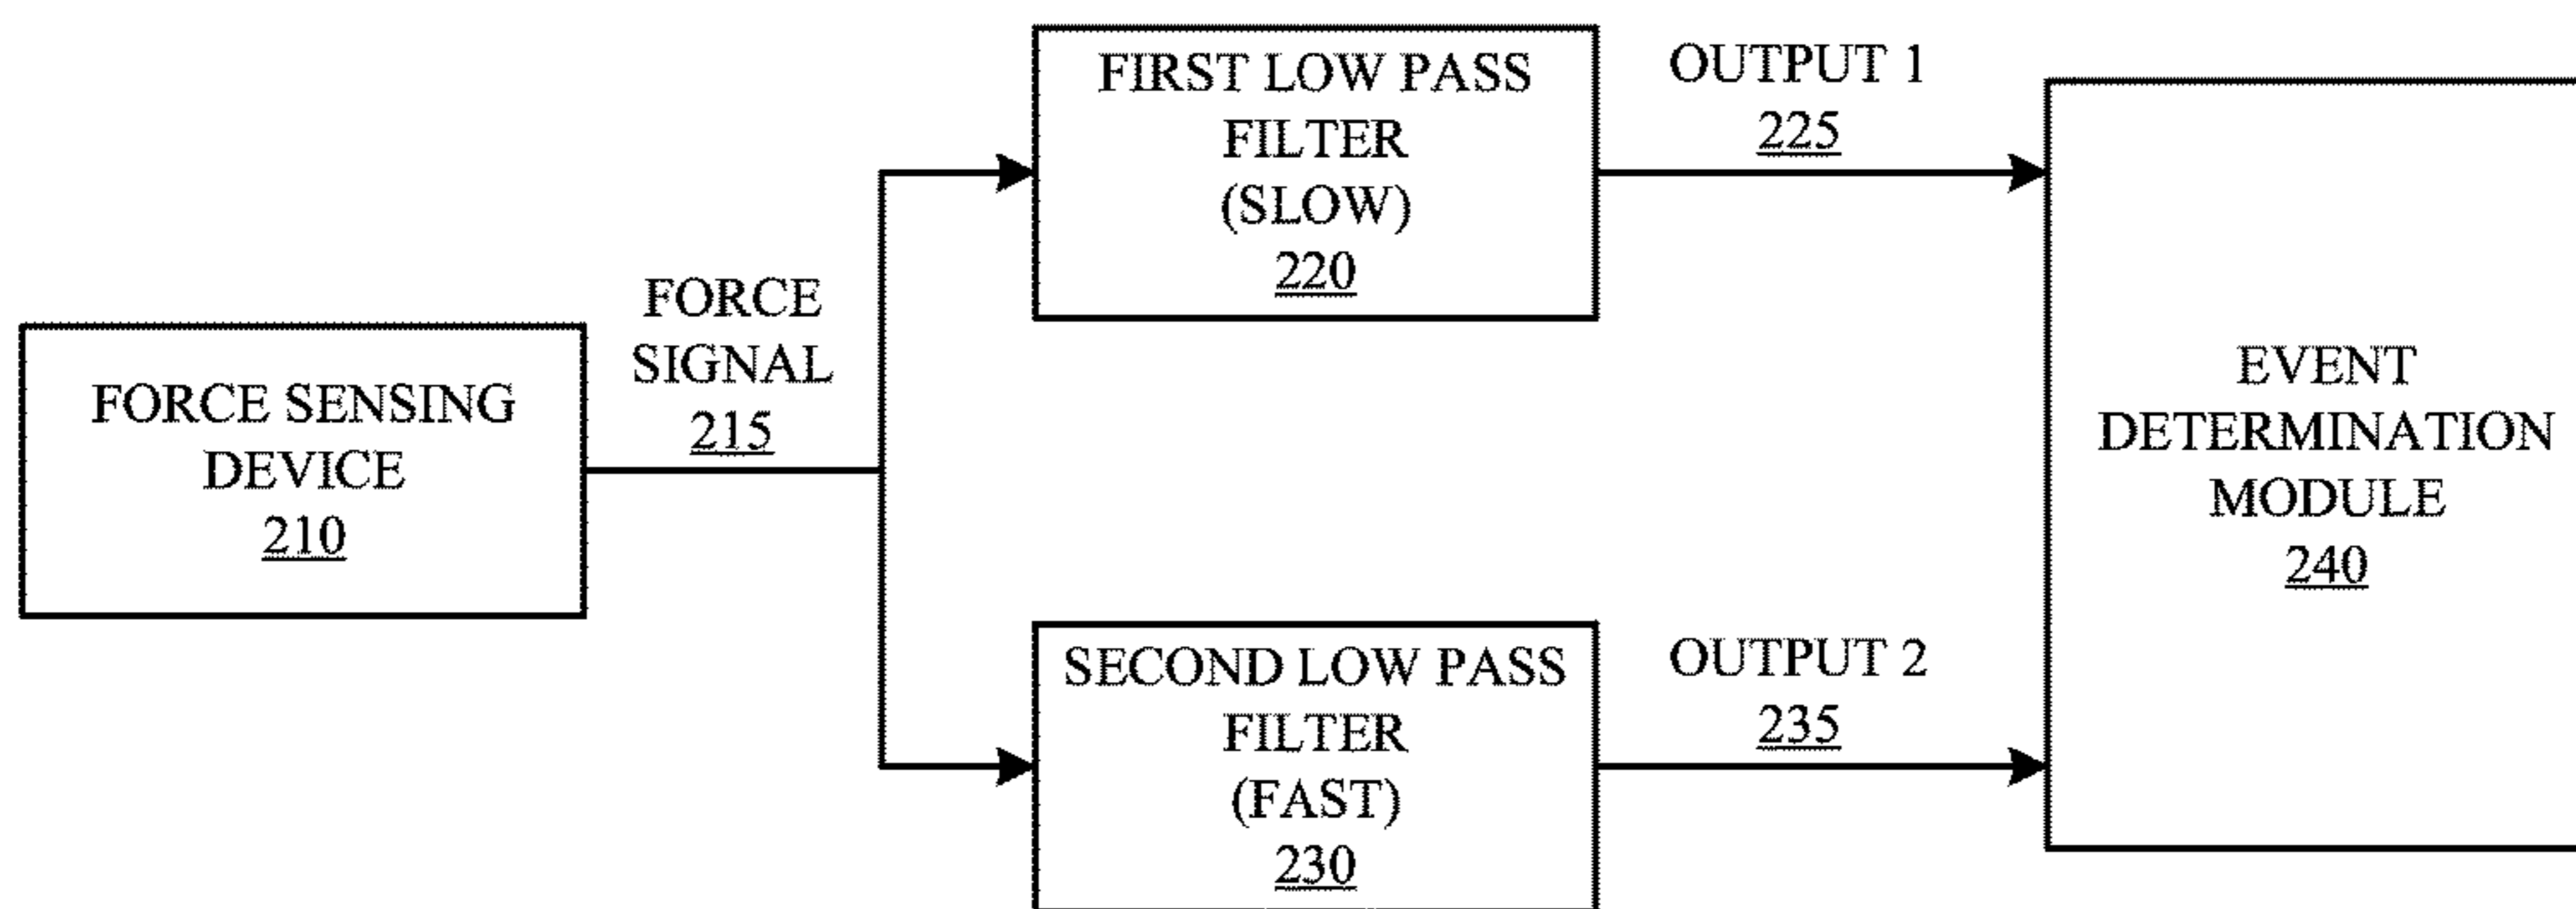 FORCE SENSING
DEVICE
210
FORCE
SIGNAL
215
FIRST LOW PASS
FILTER
(SLOW)
220
OUTPUT 1
225
SECOND LOW PASS
FILTER
(FAST)
230
OUTPUT 2
235
EVENT
DETERMINATION
MODULE
240